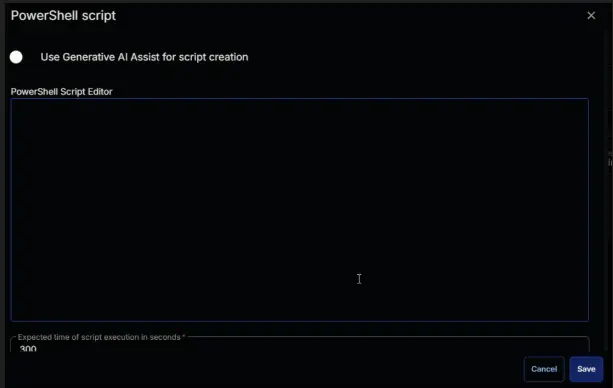 PowerShell script
Use Generative AI Assist for script creation
PowerShell Script Editor
Expected time of script execution in seconds *
300
Cancel Save